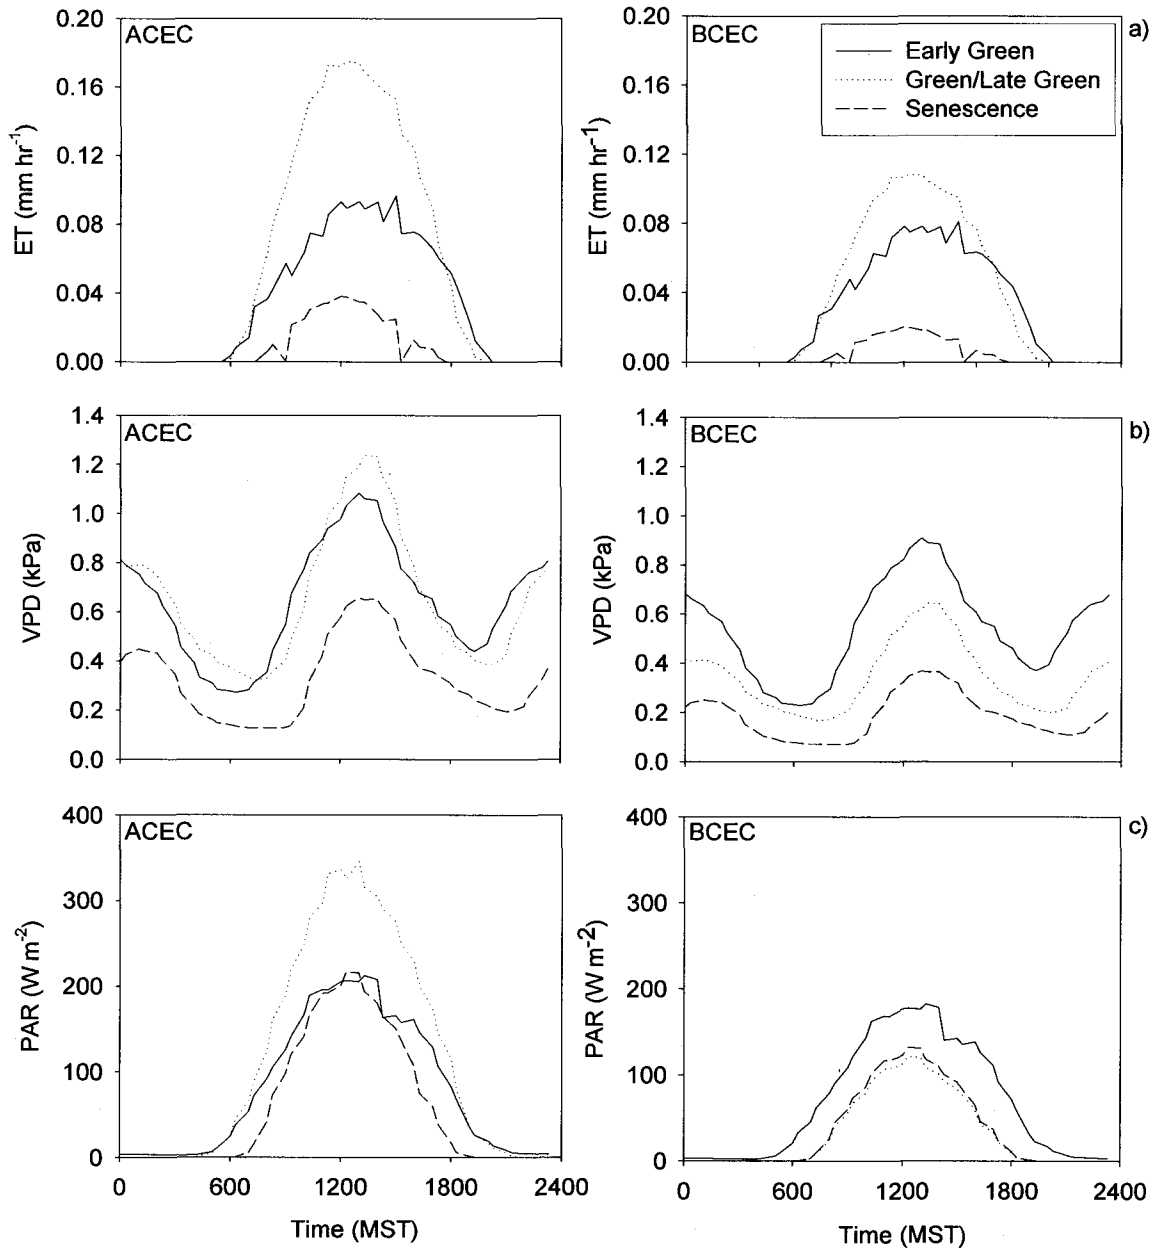 ACEC
BCEC
a)
Early Green
Green/Late Green
Senescence
0.20
0.16
0.12
0.08
0.04
0.00
ET (mm hr-1)
0.20
0.16
0.12
0.08
0.04
0.00
ET (mm hr-1)
ACEC
BCEC
b)
1.4
1.2
1.0
0.8
0.6
0.4
0.2
0.0
VPD (kPa)
1.4
1.2
1.0
0.8
0.6
0.4
0.2
0.0
VPD (kPa)
ACEC
BCEC
c)
400
300
200
100
0
PAR (W m-2)
400
300
200
100
0
PAR (W m-2)
0 600 1200 1800 2400
Time (MST)
0 600 1200 1800 2400
Time (MST)